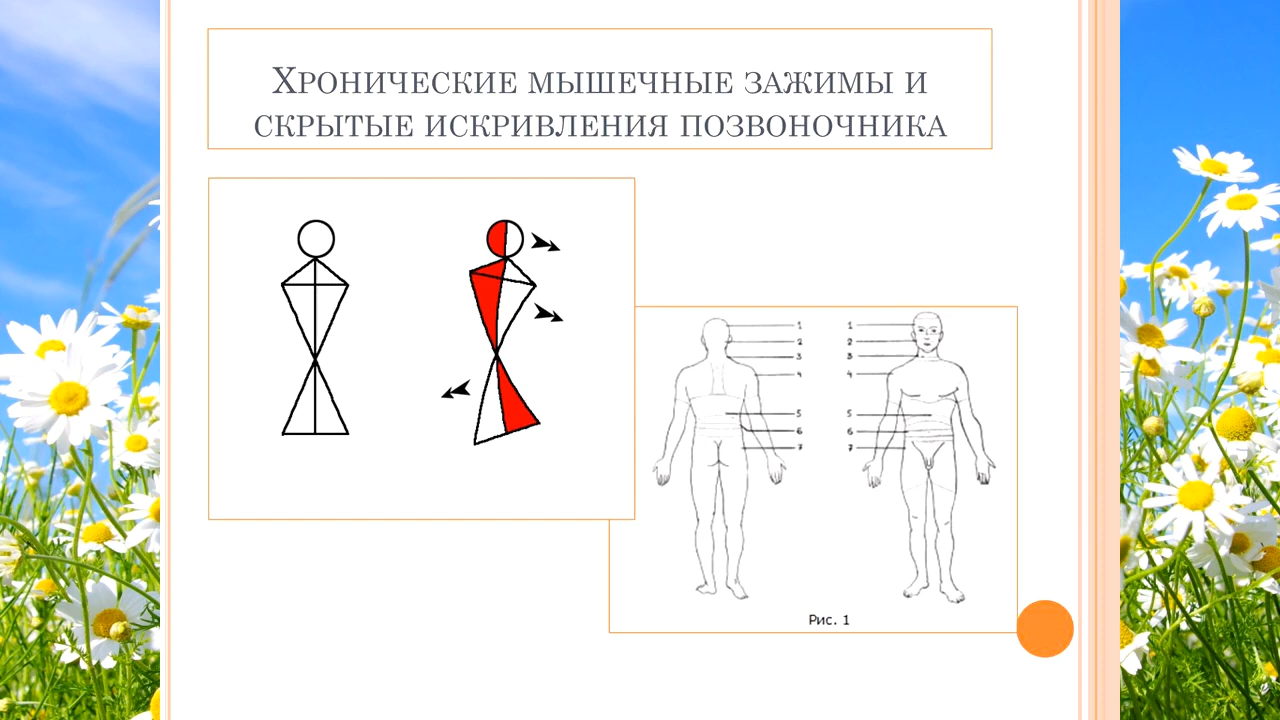 Хронические мышечные зажимы и
скрытые искривления позвоночника
1 1
2 2
3 3
4 4
5 5
6 6
7 7
Рис. 1